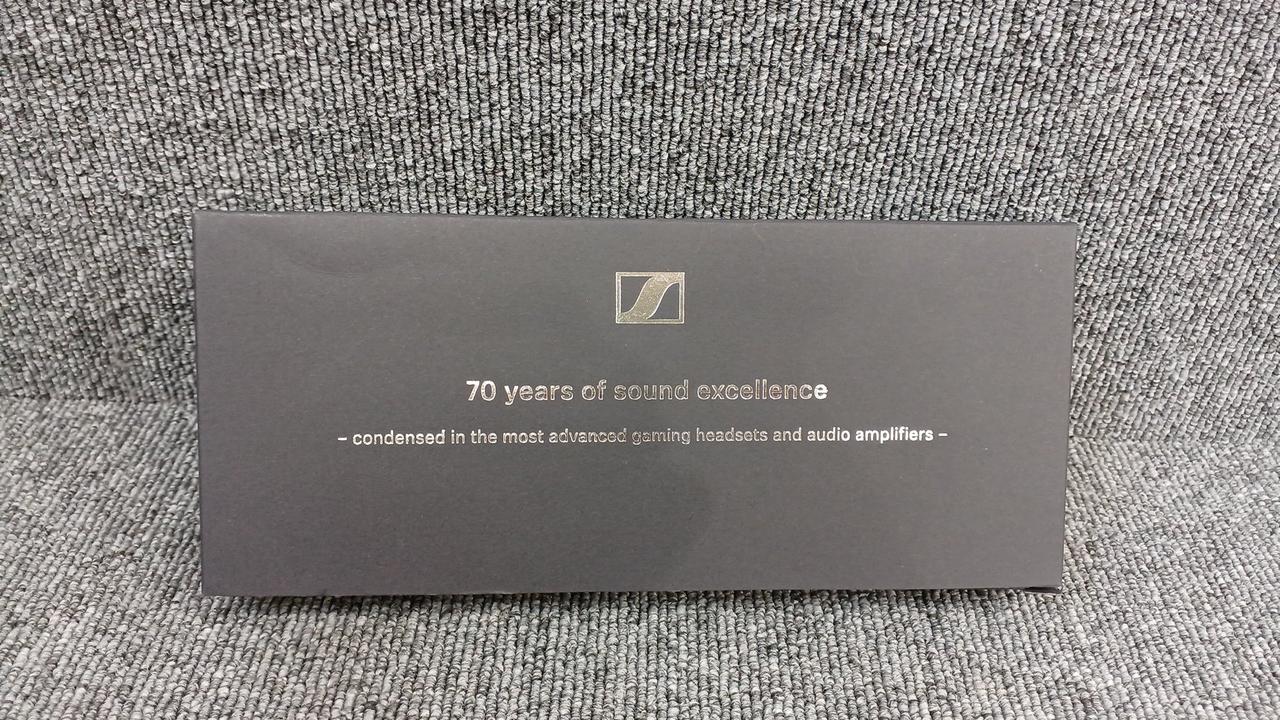 70 years of sound excellence
– condensed in the most advanced gaming headsets and audio amplifiers –